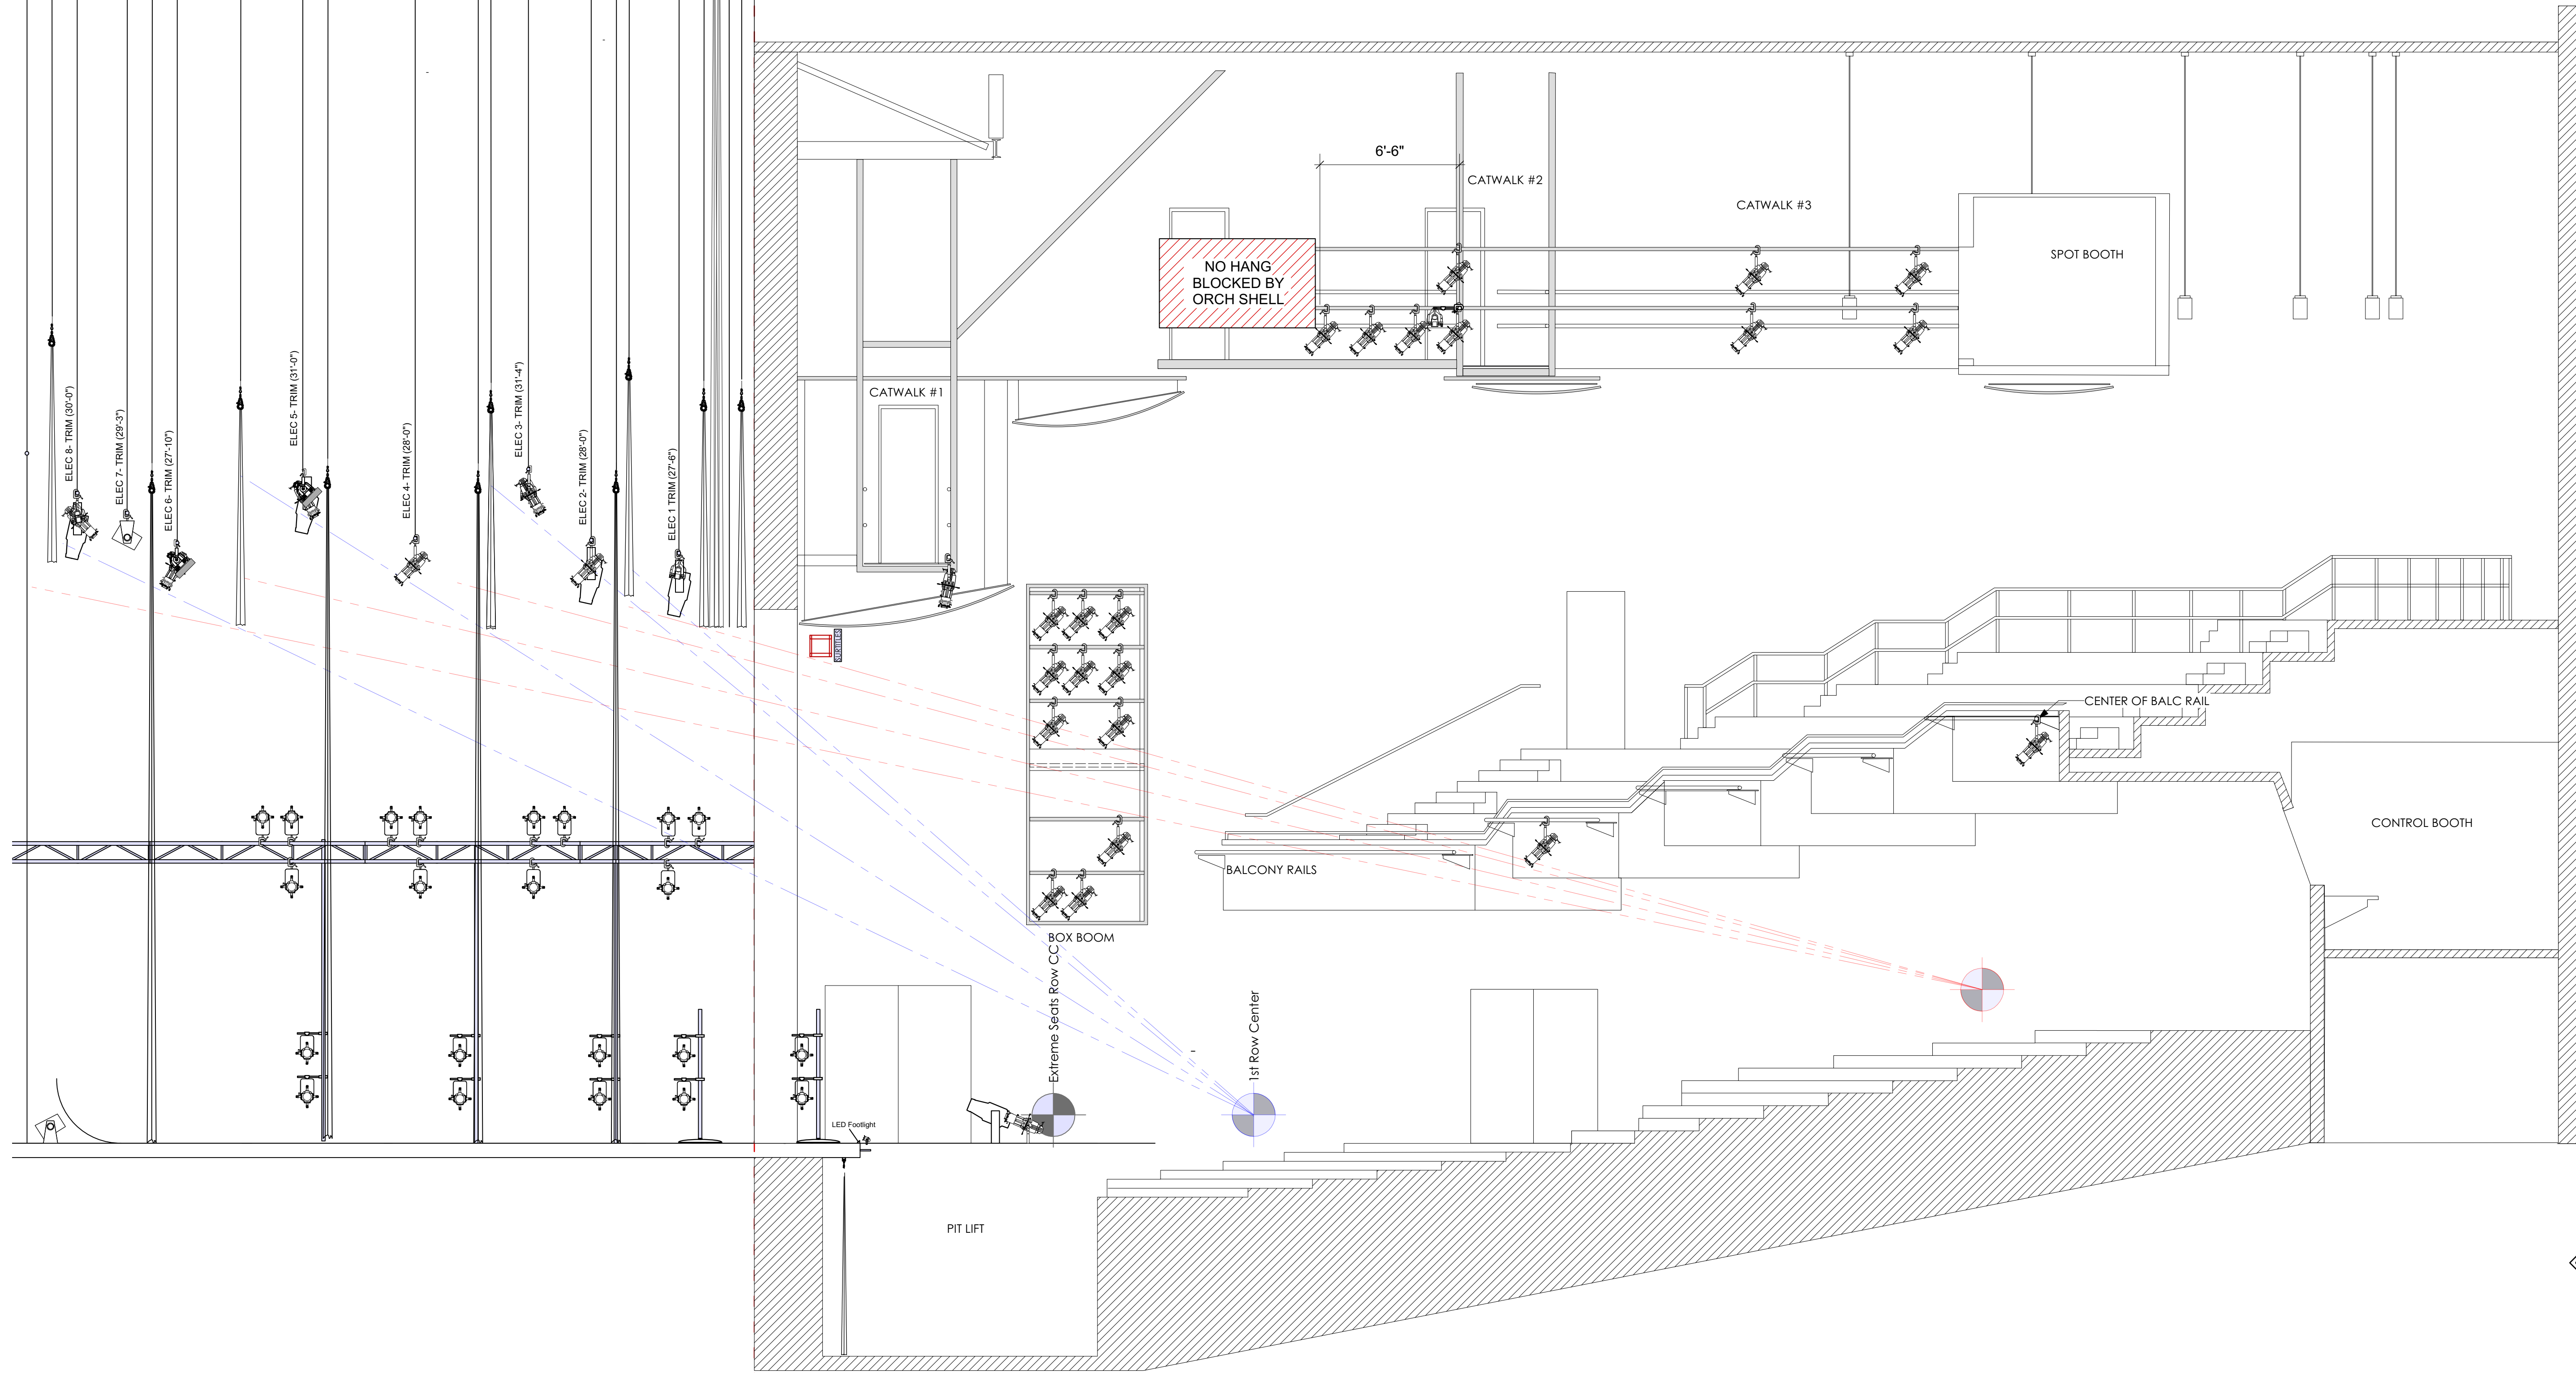 6'-6"
CATWALK #2
CATWALK #3
SPOT BOOTH
NO HANG
BLOCKED BY
ORCH SHELL
CATWALK #1
ELEC 8- TRIM (30'-0")
ELEC 7- TRIM (29'-3")
ELEC 6- TRIM (27'-10")
ELEC 5- TRIM (31'-0")
ELEC 4- TRIM (28'-0")
ELEC 3- TRIM (31'-4")
ELEC 2- TRIM (28'-0")
ELEC 1 TRIM (27'-6")
SURTITLES
CENTER OF BALC RAIL
CONTROL BOOTH
BALCONY RAILS
BOX BOOM
Extreme Seats Row CC
1st Row Center
LED Footlight
PIT LIFT